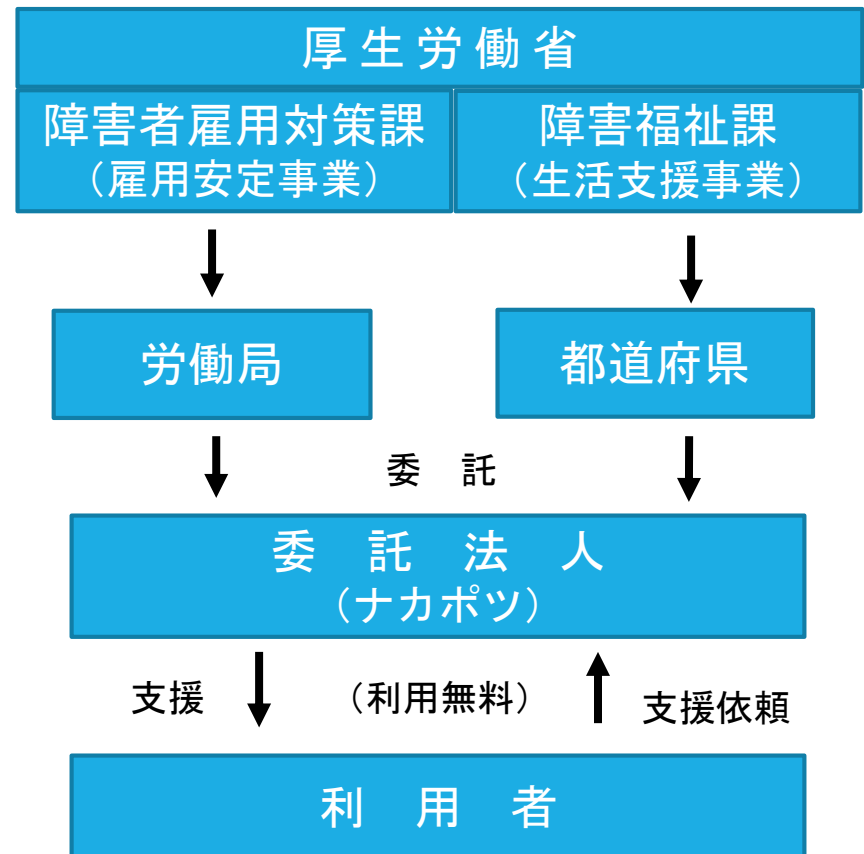 厚生労働省
障害者雇用対策課
（雇用安定事業）
障害福祉課
（生活支援事業）
労働局
都道府県
委　託
委　託　法　人
（ナカポツ）
支援
（利用無料）
支援依頼
利　用　者